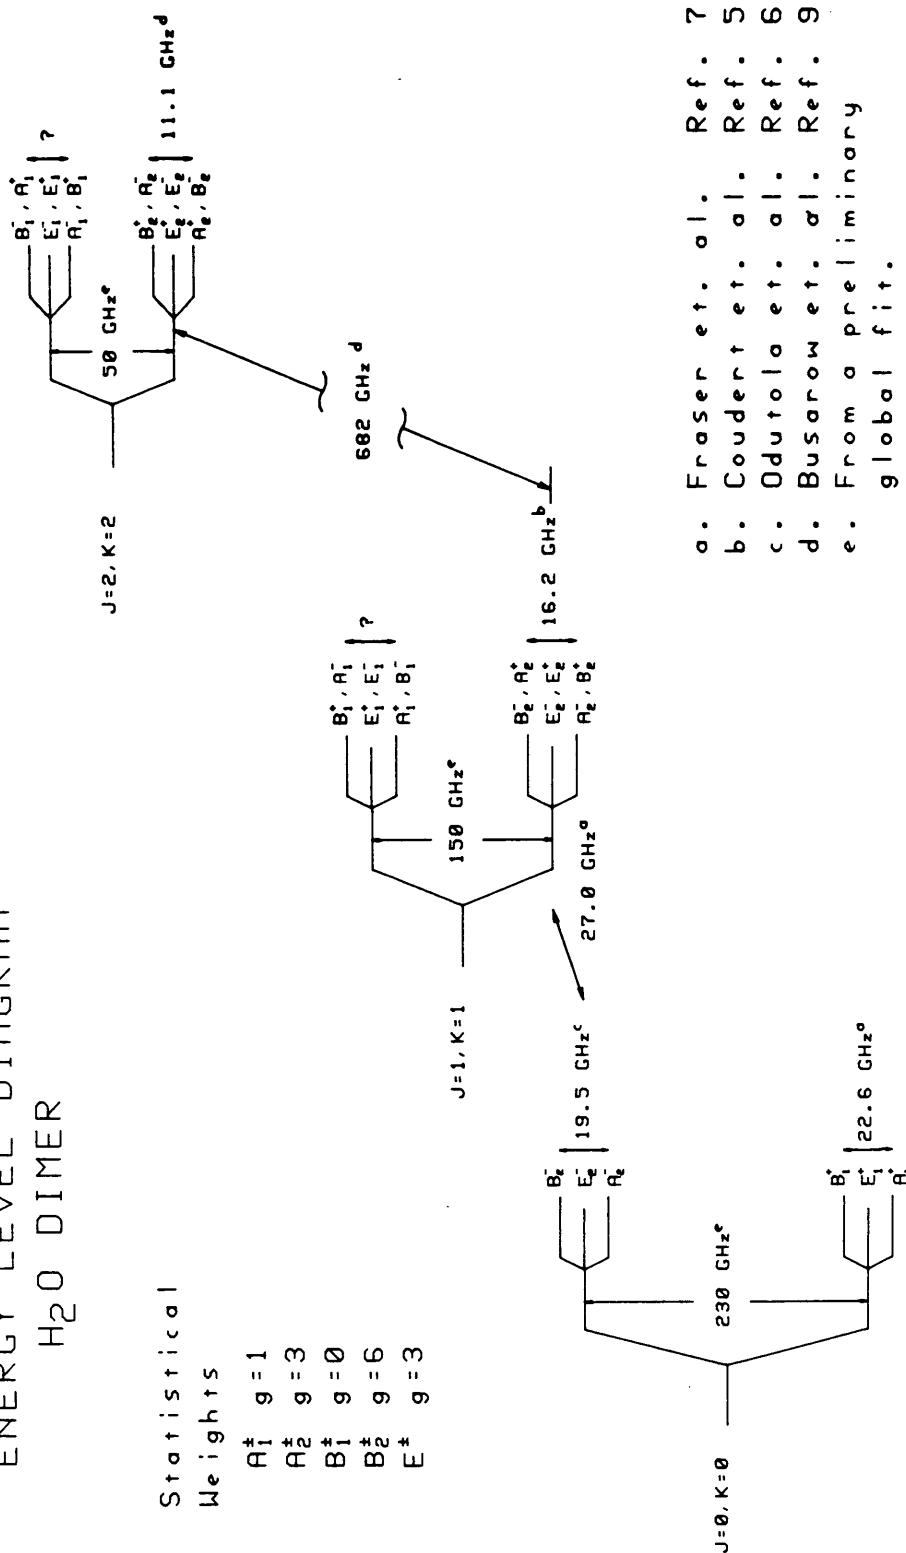 ENERGY LEVEL DIAGRAM
H2O DIMER
Statistical
Weights
A1± g=1
A2± g=3
B1± g=0
B2± g=6
E± g=3
J=0, K=0
230 GHzᵉ
B2⁻
E2⁻
A2⁻
19.5 GHzᶜ
B1⁺
E1⁺
22.6 GHzᵃ
27.0 GHzᵃ
J=1, K=1
150 GHzᵉ
B1⁺, A1⁻
E1⁺, E1⁻
A1⁺, B1⁻
?
B2⁻, A2⁺
E2⁻, E2⁺
A2⁻, B2⁺
16.2 GHzᵇ
682 GHz ᵈ
J=2, K=2
50 GHzᵉ
B1⁻, A1⁺
E1⁻, E1⁺
A1⁻, B1⁺
?
B2⁺, A2⁻
E2⁺, E2⁻
A2⁺, B2⁻
11.1 GHzᵈ
a. Fraser et. al. Ref. 7
b. Coudert et. al. Ref. 5
c. Odutola et. al. Ref. 6
d. Busarow et. al. Ref. 9
e. From a preliminary
global fit.